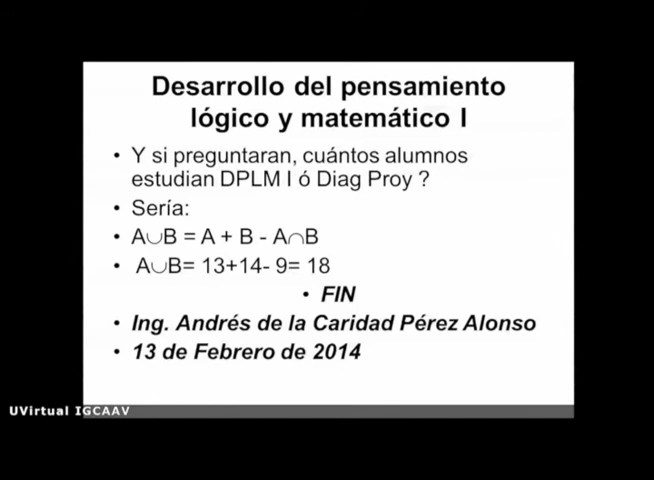 Desarrollo del pensamiento
lógico y matemático I
• Y si preguntaran, cuántos alumnos
estudian DPLM I ó Diag Proy ?
• Sería:
• A∪B = A + B - A∩B
• A∪B= 13+14- 9= 18
• FIN
• Ing. Andrés de la Caridad Pérez Alonso
• 13 de Febrero de 2014
UVirtual IGCAAV